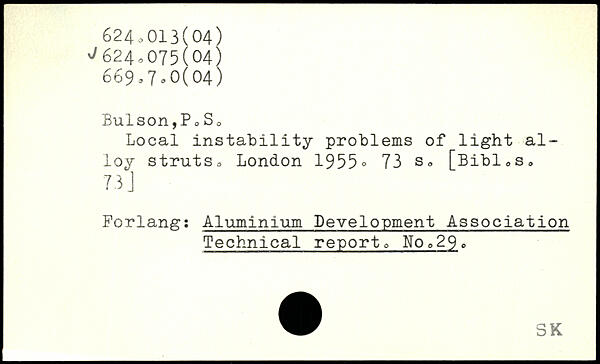 624.013(04)
✓ 624.075(04)
669.7.0(04)
Bulson,P.S.
Local instability problems of light al-
loy struts. London 1955. 73 s. [Bibl.s.
73]
Forlang: Aluminium Development Association
Technical report. No.29.
SK